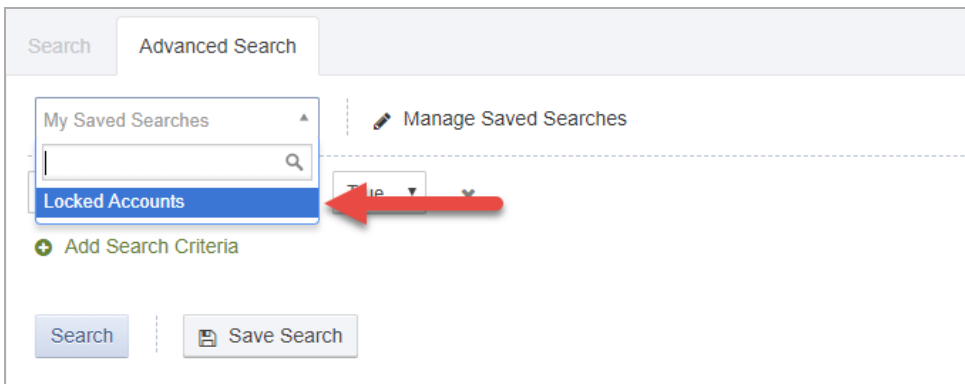 Search Advanced Search
My Saved Searches Manage Saved Searches
Locked Accounts
Add Search Criteria
Search Save Search